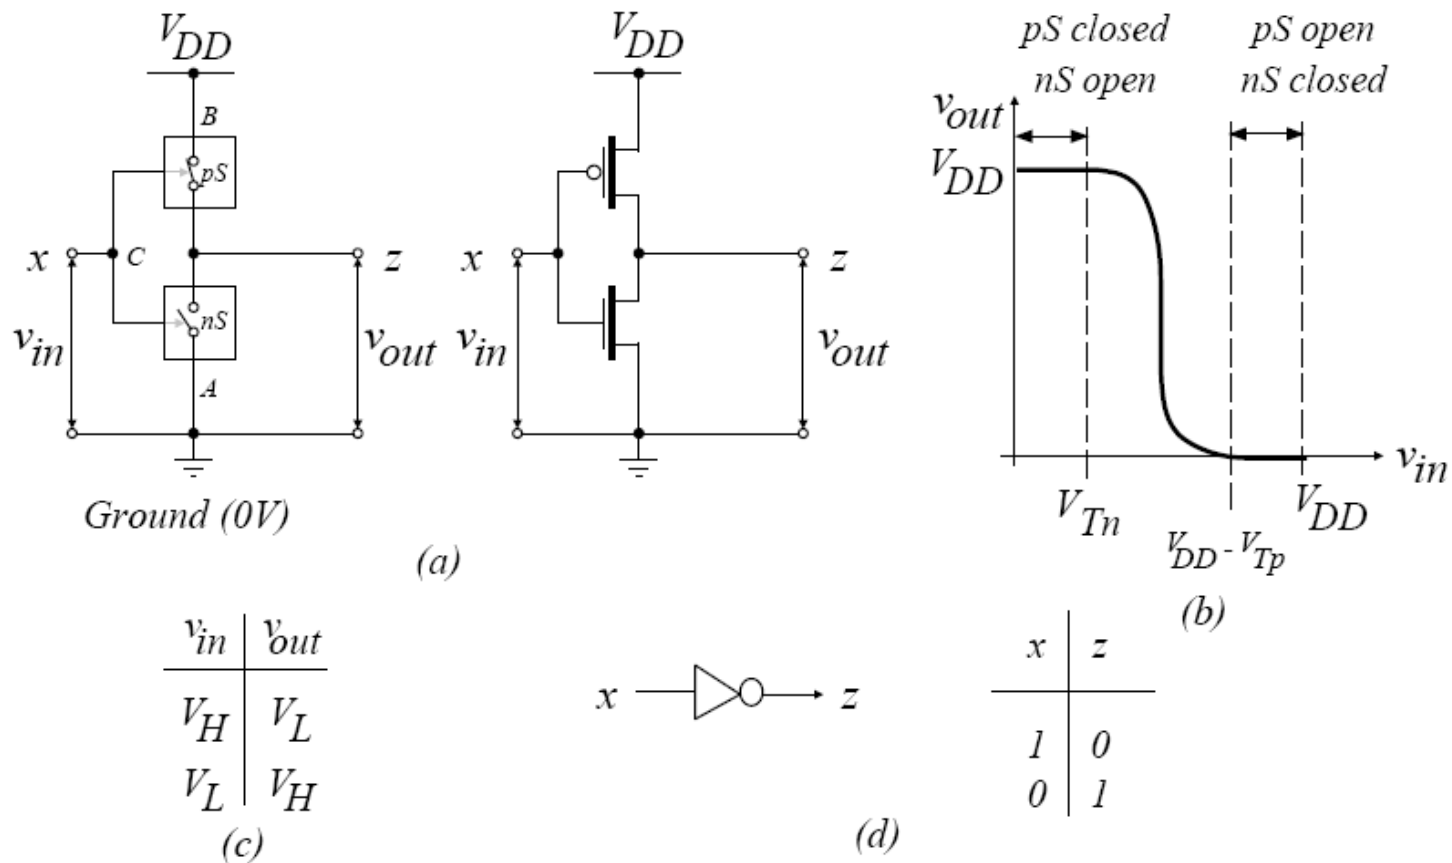 V_DD
B
pS
x
C
z
nS
v_in
v_out
A
Ground (0V)
V_DD
x
z
v_in
v_out
(a)
pS closed
nS open
pS open
nS closed
v_out
V_DD
v_in
V_Tn
V_DD
V_DD - V_Tp
(b)
v_in v_out
V_H V_L
V_L V_H
(c)
x z
(d)
x z
1 0
0 1